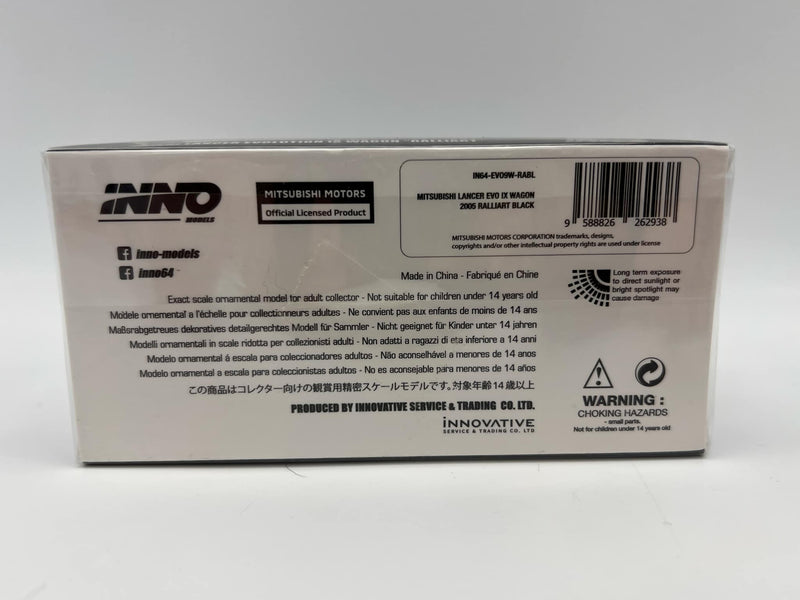 LANCER EVOLUTION IX WAGON "RALLIART"
INNO
MODELS
MITSUBISHI MOTORS
Official Licensed Product
inno-models
inno64
IN64-EVO9W-RABL
MITSUBISHI LANCER EVO IX WAGON
2005 RALLIART BLACK
9 588826 262938
MITSUBISHI MOTORS CORPORATION trademarks, designs,
copyrights and/or other intellectual property rights are used under license
Made in China - Fabriqué en Chine
Long term exposure
to direct sunlight or
bright spotlight may
cause damage
Exact scale ornamental model for adult collector - Not suitable for children under 14 years old
Modele ornemental a l'échelle pour collectionneurs adultes - Ne convient pas aux enfants de moins de 14 ans
Maßsrabgetreues dekoratives detailgerechtes Modell für Sammler - Nicht geeignet für Kinder unter 14 jahren
Modelli ornamentali in scale ridotta per collezionisti adulti - Non adatti a ragazzi di eta inferiore a 14 anni
Modelo ornamental á escala para coleccionadores adultos - Não aconselhável a menores de 14 anos
Modelo ornamental a escala para coleccionistas adultos - No es aconsejable para menores de 14 años
この商品はコレクター向けの観賞用精密スケールモデルです。対象年齢14歳以上
PRODUCED BY INNOVATIVE SERVICE & TRADING CO. LTD.
iNNOVATIVE
SERVICE & TRADING CO. LTD
WARNING :
CHOKING HAZARDS
- small parts.
Not for children under 14 years old